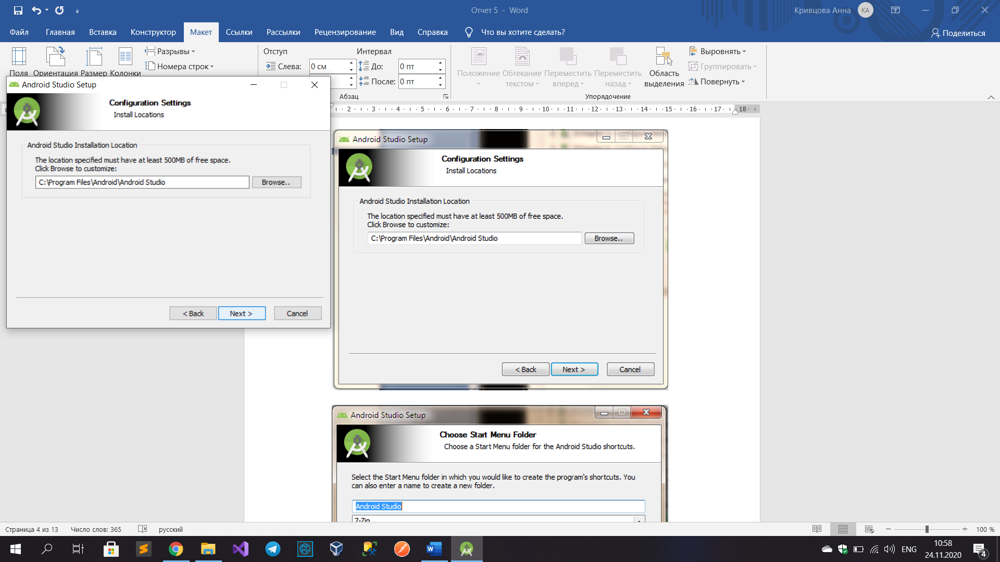 Отчет 5 - Word
Кривцова Анна
КА
Файл
Главная
Вставка
Конструктор
Макет
Ссылки
Рассылки
Рецензирование
Вид
Справка
Что вы хотите сделать?
Поделиться
Поля
Ориентация
Размер
Колонки
Разрывы
Номера строк
Отступ
Слева:
0 см
Интервал
До:
0 пт
После:
0 пт
Абзац
Положение
Обтекание текстом
Переместить вперед
Переместить назад
Область выделения
Выровнять
Группировать
Повернуть
Упорядочение
2 3 4 5 6 7 8 9 10 11 12 13 14 15 16 17 18
Android Studio Setup
Configuration Settings
Install Locations
Android Studio Installation Location
The location specified must have at least 500MB of free space.
Click Browse to customize:
C:\Program Files\Android\Android Studio
Browse..
< Back
Next >
Cancel
Android Studio Setup
Configuration Settings
Install Locations
Android Studio Installation Location
The location specified must have at least 500MB of free space.
Click Browse to customize:
C:\Program Files\Android\Android Studio
Browse..
< Back
Next >
Cancel
Android Studio Setup
Choose Start Menu Folder
Choose a Start Menu folder for the Android Studio shortcuts.
Select the Start Menu folder in which you would like to create the program's shortcuts. You
can also enter a name to create a new folder.
Android Studio
7-Zip
Страница 4 из 13
Число слов: 365
русский
100 %
W
ENG
10:58
24.11.2020
4